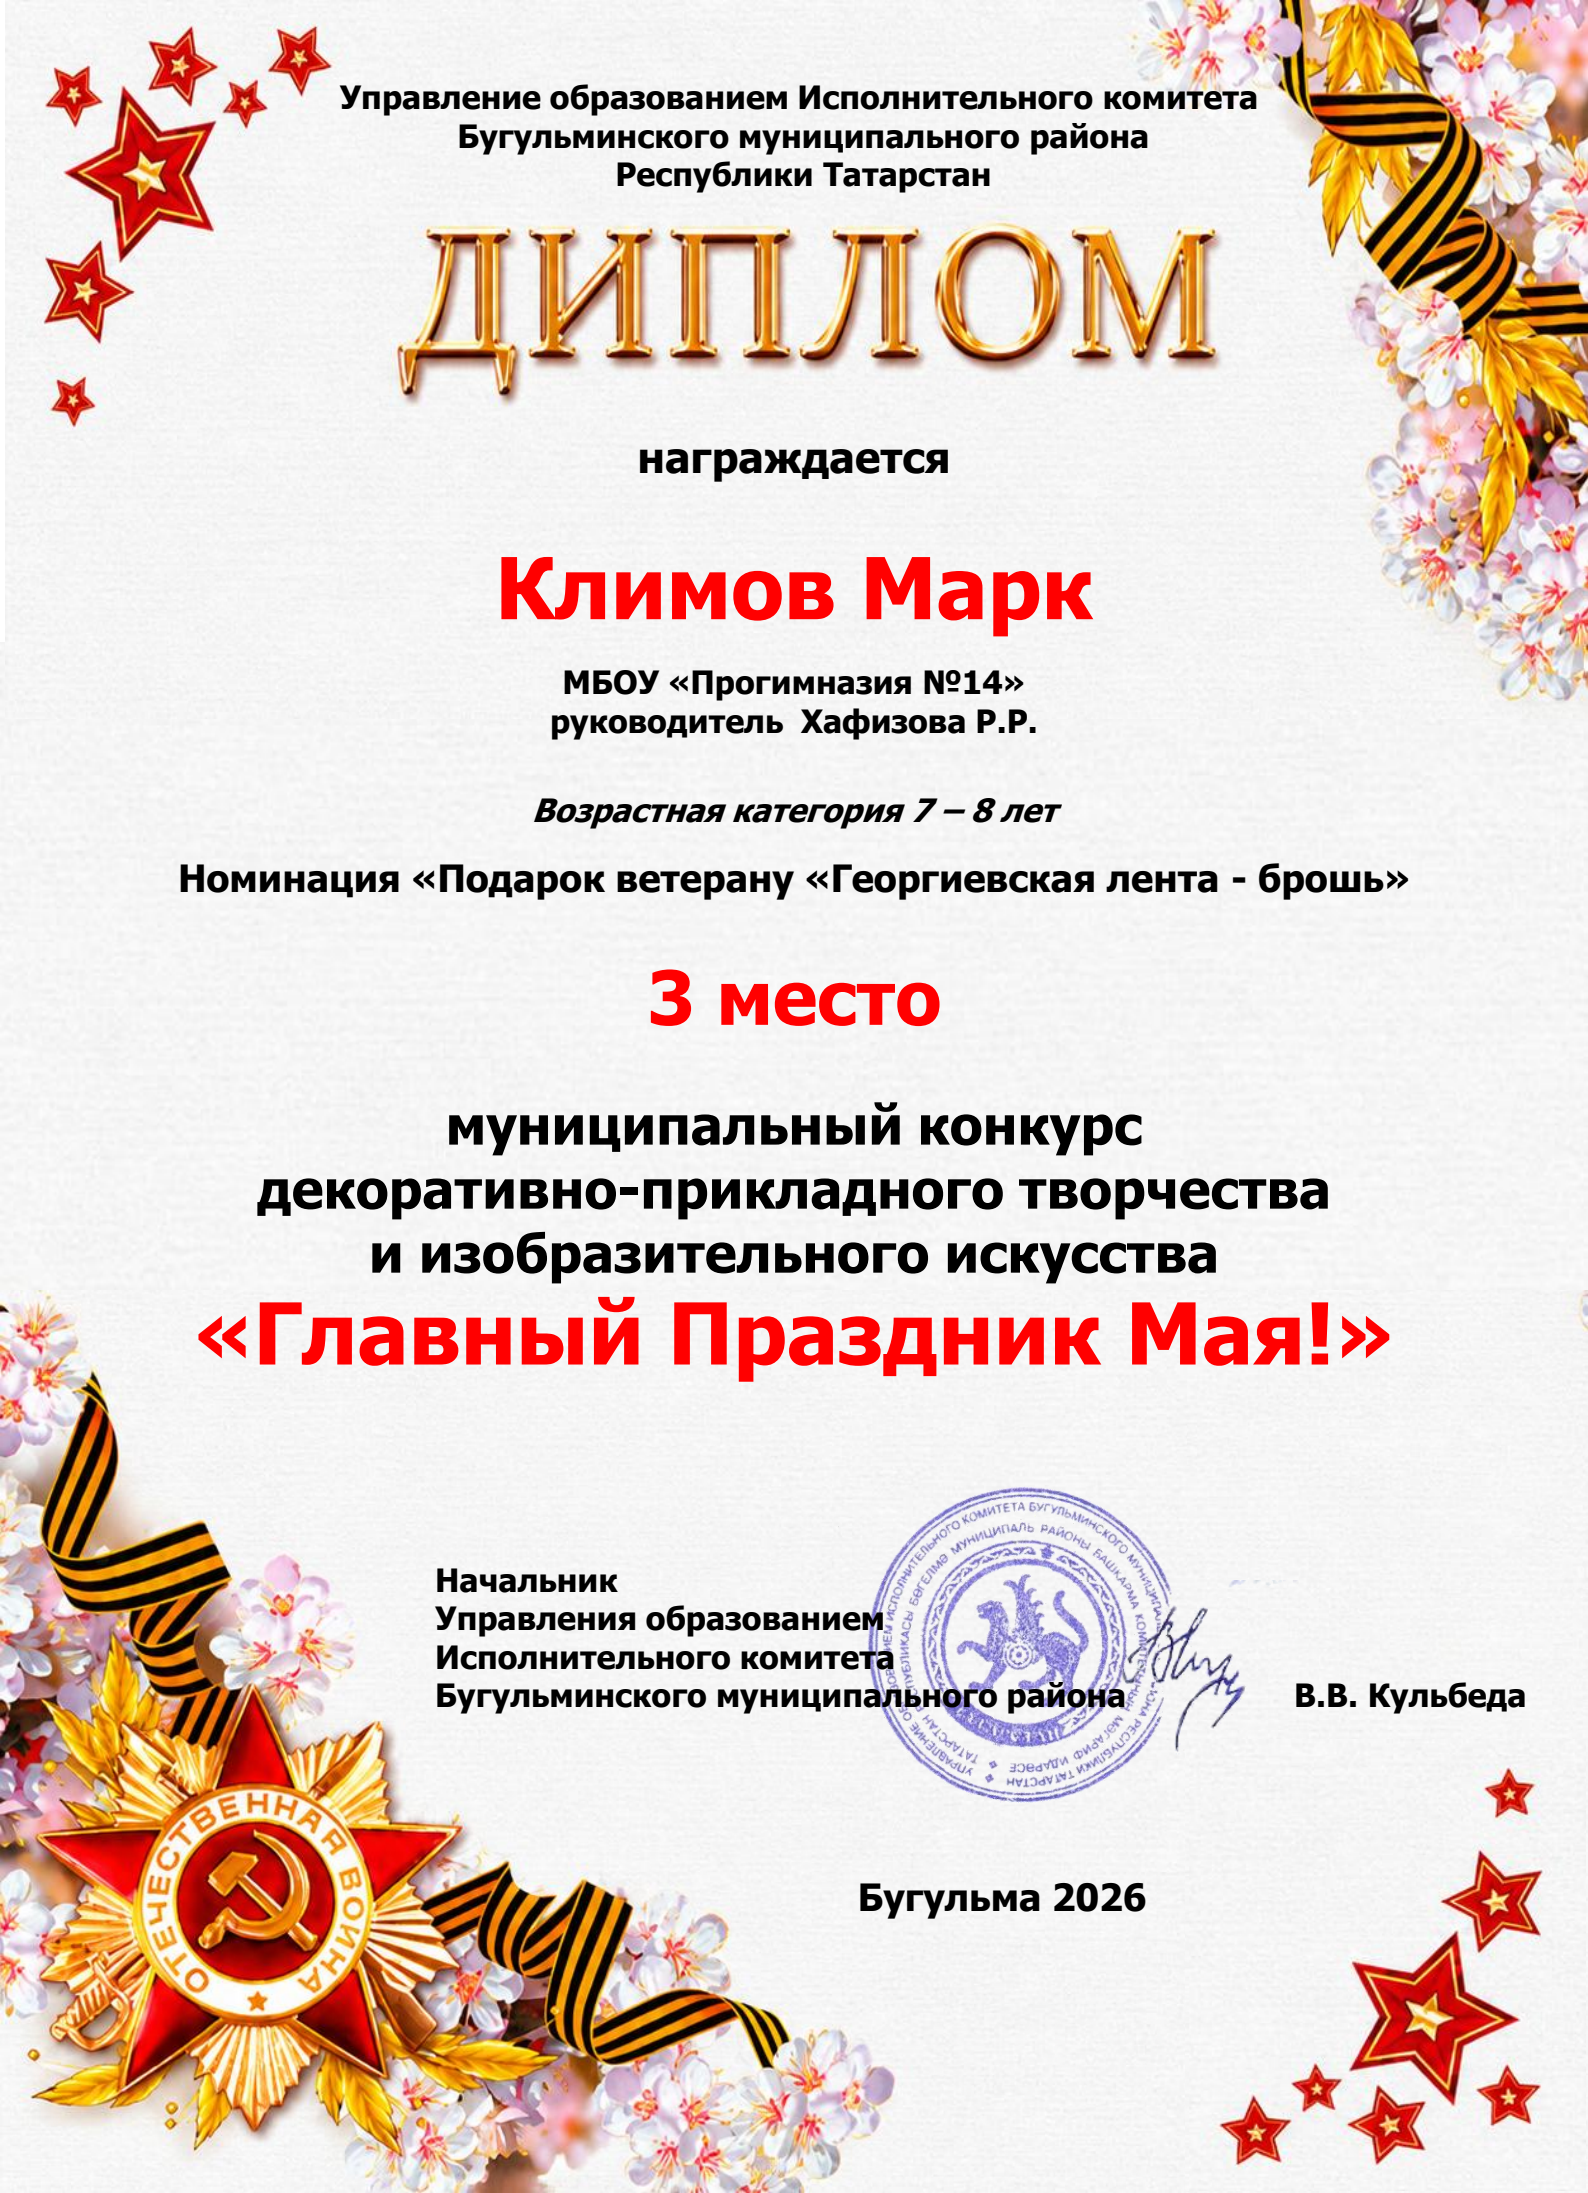 Управление образованием Исполнительного комитета
Бугульминского муниципального района
Республики Татарстан
ДИПЛОМ
награждается
Климов Марк
МБОУ «Прогимназия №14»
руководитель Хафизова Р.Р.
Возрастная категория 7 – 8 лет
Номинация «Подарок ветерану «Георгиевская лента - брошь»
3 место
муниципальный конкурс
декоративно-прикладного творчества
и изобразительного искусства
«Главный Праздник Мая!»
Начальник
Управления образованием
Исполнительного комитета
Бугульминского муниципального района
В.В. Кульбеда
ОТЕЧЕСТВЕННАЯ ВОЙНА
Бугульма 2026